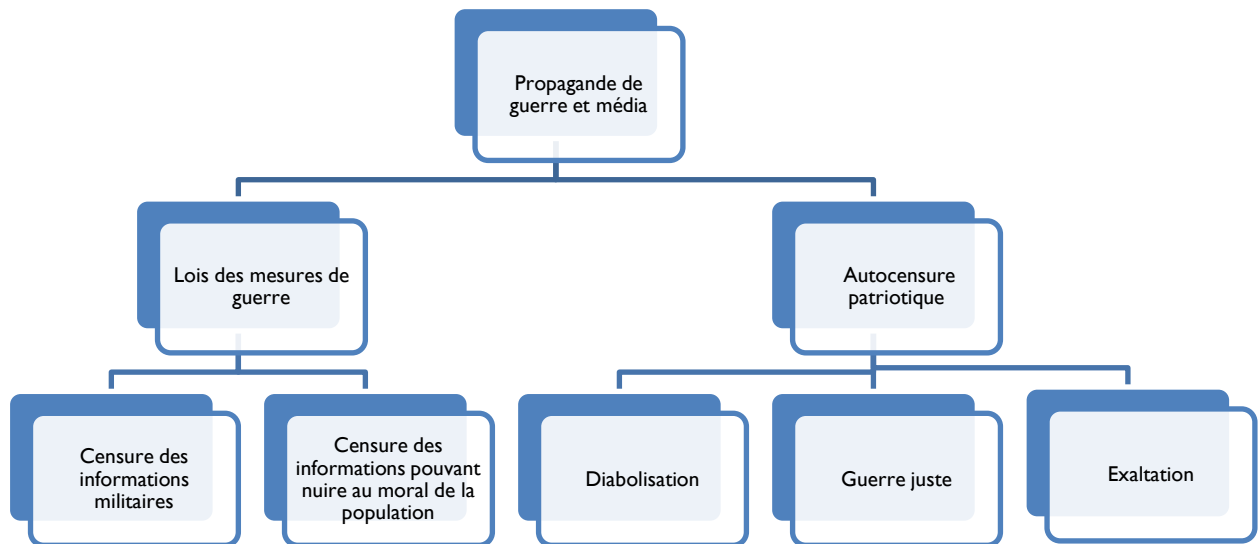 Propagande de
guerre et média
Lois des mesures de
guerre
Autocensure
patriotique
Censure des
informations
militaires
Censure des
informations pouvant
nuire au moral de la
population
Diabolisation
Guerre juste
Exaltation